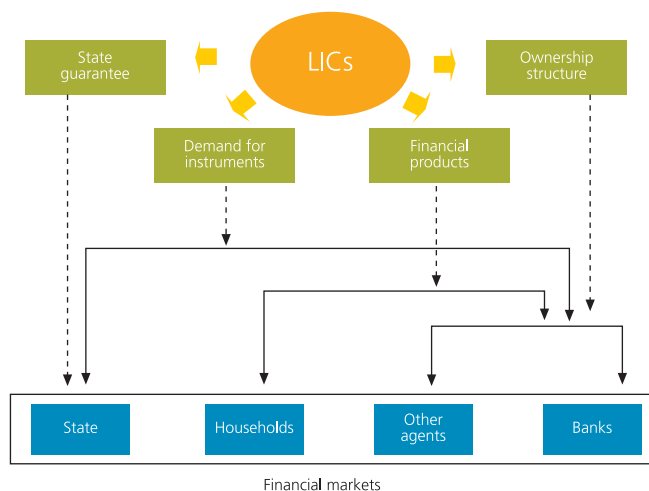 LICs
State
guarantee
Ownership
structure
Demand for
instruments
Financial
products
State
Households
Other
agents
Banks
Financial markets